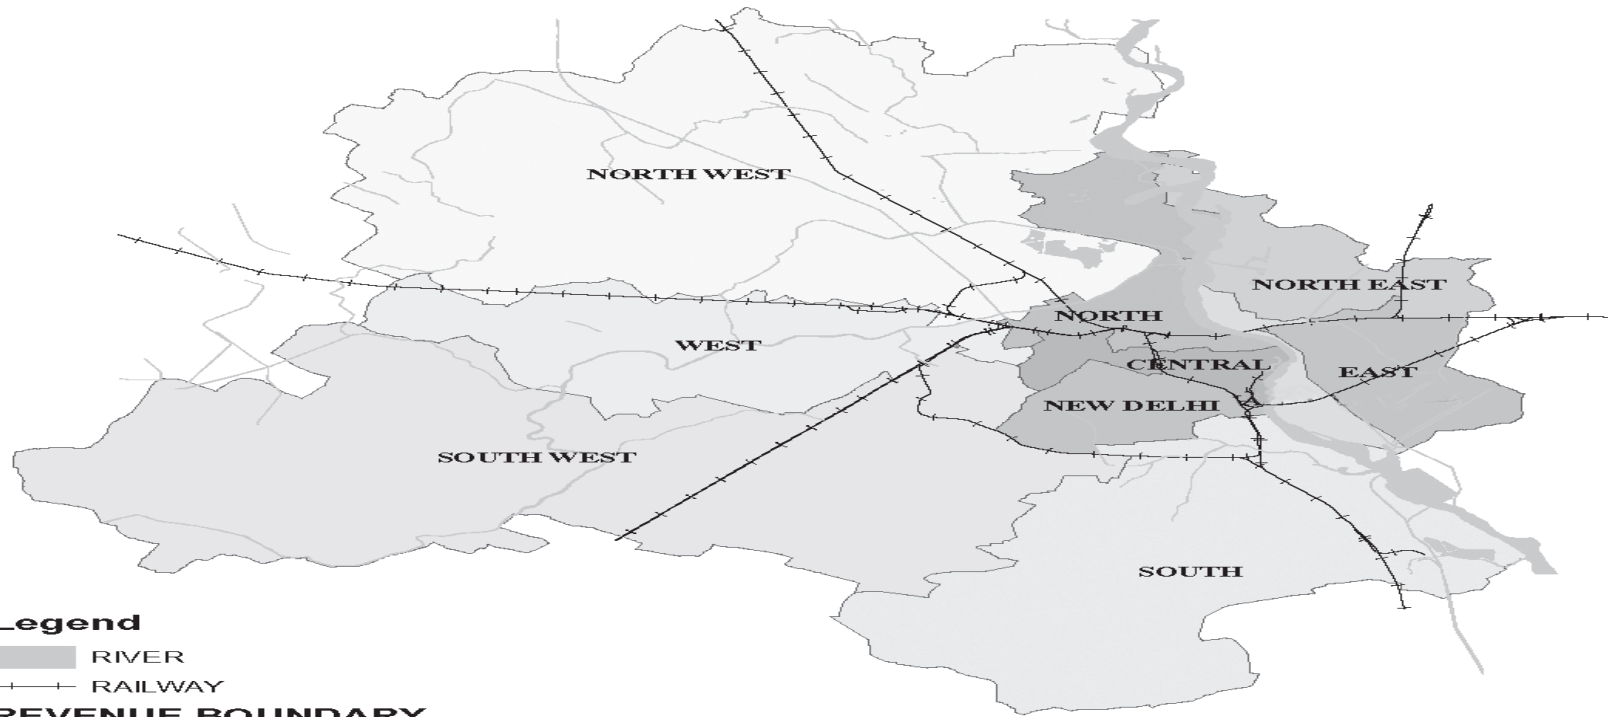 NORTH WEST
NORTH EAST
NORTH
WEST
CENTRAL
EAST
NEW DELHI
SOUTH WEST
SOUTH
Legend
RIVER
RAILWAY
REVENUE BOUNDARY